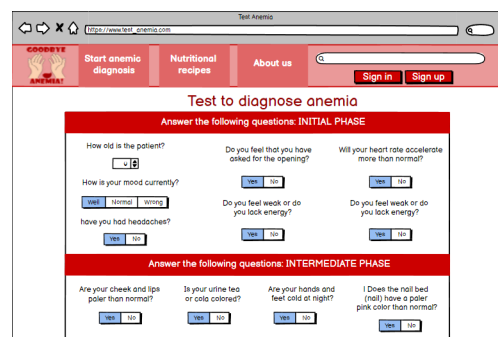 Test Anemia
https://www.test_anemia.com
GOODBYE
ANEMIA!
Start anemic
diagnosis
Nutritional
recipes
About us
Sign in
Sign up
Test to diagnose anemia
Answer the following questions: INITIAL PHASE
How old is the patient?
0
How is your mood currently?
Well Normal Wrong
have you had headaches?
Yes No
Do you feel that you have
asked for the opening?
Yes No
Do you feel weak or do
you lack energy?
Yes No
Will your heart rate accelerate
more than normal?
Yes No
Do you feel weak or do
you lack energy?
Yes No
Answer the following questions: INTERMEDIATE PHASE
Are your cheek and lips
paler than normal?
Yes No
Is your urine tea
or cola colored?
Yes No
Are your hands and
feet cold at night?
Yes No
I Does the nail bed
(nail) have a paler
pink color than normal?
Yes No